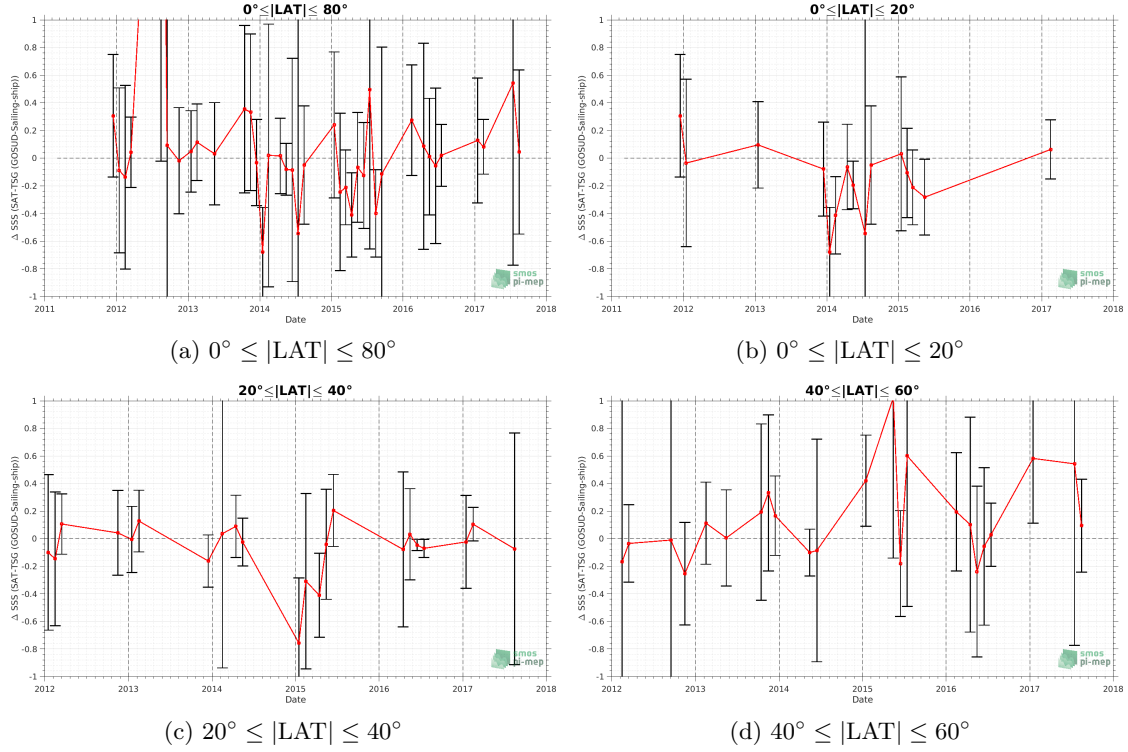 0°≤|LAT|≤ 80°
Δ SSS (SAT-TSG (GOSUD-Sailing-ship))
1
0.8
0.6
0.4
0.2
0
-0.2
-0.4
-0.6
-0.8
-1
2011 2012 2013 2014 2015 2016 2017 2018
Date
smos
pi-mep
(a) 0° ≤ |LAT| ≤ 80°
0°≤|LAT|≤ 20°
Δ SSS (SAT-TSG (GOSUD-Sailing-ship))
1
0.8
0.6
0.4
0.2
0
-0.2
-0.4
-0.6
-0.8
-1
2011 2012 2013 2014 2015 2016 2017 2018
Date
smos
pi-mep
(b) 0° ≤ |LAT| ≤ 20°
20°≤|LAT|≤ 40°
Δ SSS (SAT-TSG (GOSUD-Sailing-ship))
1
0.8
0.6
0.4
0.2
0
-0.2
-0.4
-0.6
-0.8
-1
2012 2013 2014 2015 2016 2017 2018
Date
smos
pi-mep
(c) 20° ≤ |LAT| ≤ 40°
40°≤|LAT|≤ 60°
Δ SSS (SAT-TSG (GOSUD-Sailing-ship))
1
0.8
0.6
0.4
0.2
0
-0.2
-0.4
-0.6
-0.8
-1
2012 2013 2014 2015 2016 2017 2018
Date
smos
pi-mep
(d) 40° ≤ |LAT| ≤ 60°